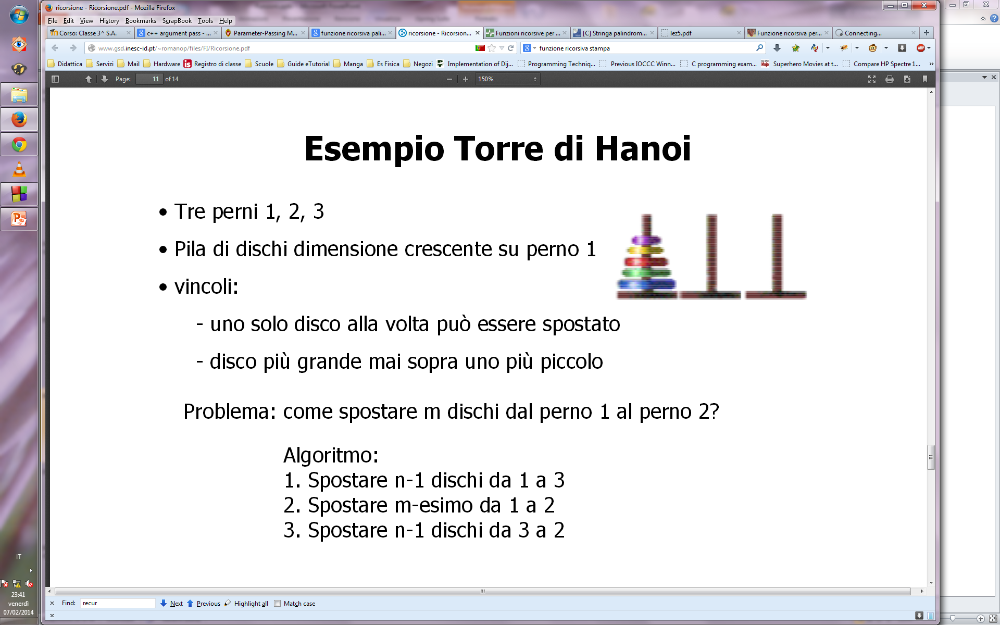 ricorsione - Ricorsione.pdf - Mozilla Firefox
File Edit View History Bookmarks ScrapBook Tools Help
Corso: Classe 3^ S.A.
c++ argument pass - ...
Parameter-Passing M...
funzione ricorsiva pali...
ricorsione - Ricorsion...
Funzioni ricorsive per ...
[C] Stringa palindrom...
lez5.pdf
Funzione ricorsiva per...
Connecting...
www.gsd.inesc-id.pt/~romanop/files/FI/Ricorsione.pdf
funzione ricorsiva stampa
ABP
Didattica Servizi Mail Hardware Registro di classe Scuole Guide eTutorial Manga Es Fisica Negozi Implementation of Dij... Programming Techniq... Previous IOCCC Winn... C programming exam... Superhero Movies at t... Compare HP Spectre 1... »
Page: 11 of 14
150%
Esempio Torre di Hanoi
• Tre perni 1, 2, 3
• Pila di dischi dimensione crescente su perno 1
• vincoli:
- uno solo disco alla volta può essere spostato
- disco più grande mai sopra uno più piccolo
Problema: come spostare m dischi dal perno 1 al perno 2?
Algoritmo:
1. Spostare n-1 dischi da 1 a 3
2. Spostare m-esimo da 1 a 2
3. Spostare n-1 dischi da 3 a 2
Find: recur Next Previous Highlight all Match case
IT
23:41
venerdì
07/02/2014